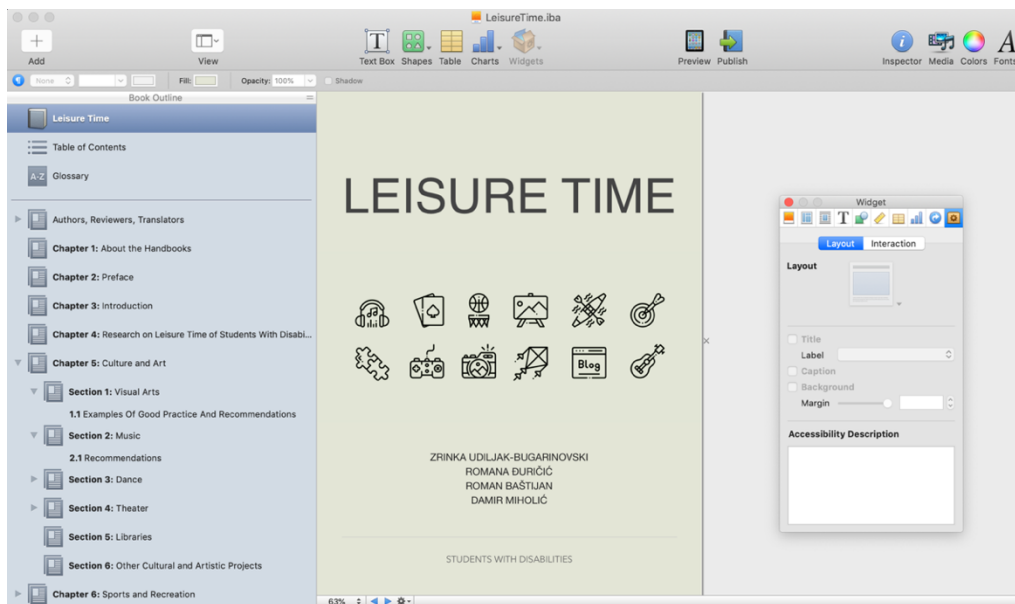 LeisureTime.iba
Add
View
Text Box Shapes Table Charts Widgets
Preview Publish
Inspector Media Colors Fonts
None
Fill:
Opacity: 100%
Shadow
Book Outline
Leisure Time
Table of Contents
A-Z Glossary
Authors, Reviewers, Translators
Chapter 1: About the Handbooks
Chapter 2: Preface
Chapter 3: Introduction
Chapter 4: Research on Leisure Time of Students With Disabi...
Chapter 5: Culture and Art
Section 1: Visual Arts
1.1 Examples Of Good Practice And Recommendations
Section 2: Music
2.1 Recommendations
Section 3: Dance
Section 4: Theater
Section 5: Libraries
Section 6: Other Cultural and Artistic Projects
Chapter 6: Sports and Recreation
LEISURE TIME
Blog
ZRINKA UDILJAK-BUGARINOVSKI
ROMANA ĐURIČIĆ
ROMAN BAŠTIJAN
DAMIR MIHOLIĆ
STUDENTS WITH DISABILITIES
63%
Widget
T
Layout Interaction
Layout
Title
Label
Caption
Background
Margin
Accessibility Description